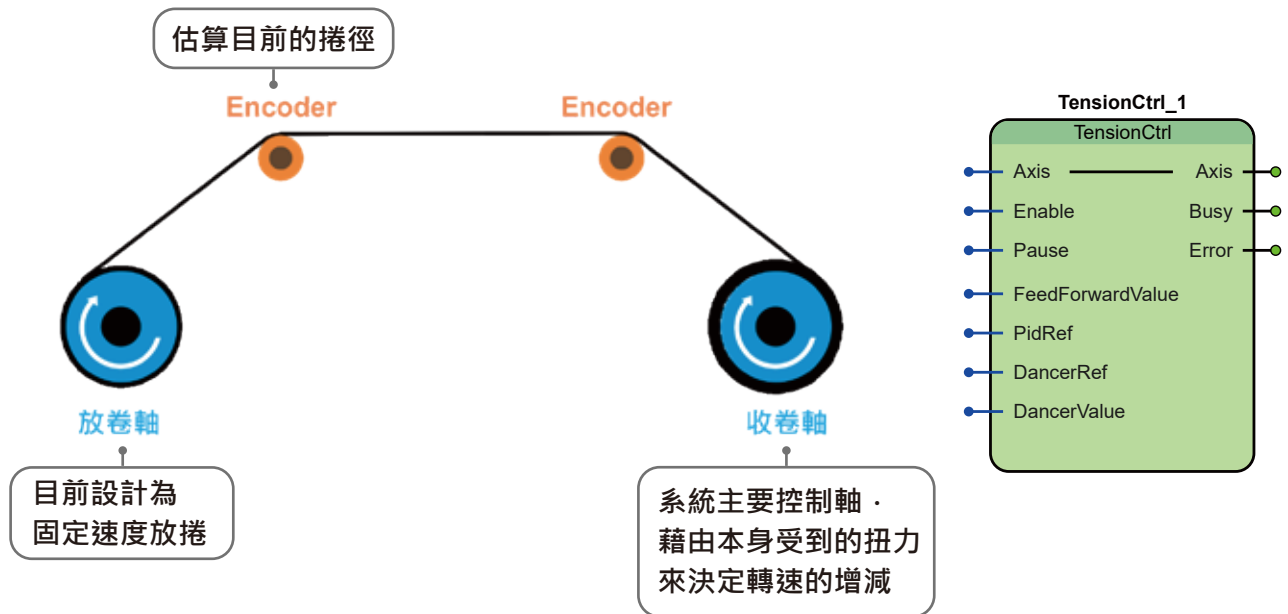 估算目前的捲徑
Encoder
Encoder
放卷軸
收卷軸
目前設計為
固定速度放捲
系統主要控制軸．
藉由本身受到的扭力
來決定轉速的增減
TensionCtrl_1
TensionCtrl
Axis Axis
Enable Busy
Pause Error
FeedForwardValue
PidRef
DancerRef
DancerValue